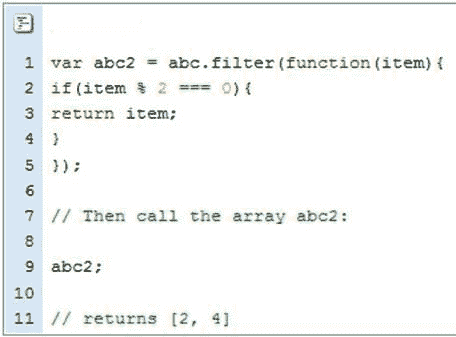 1 var abc2 = abc.filter(function(item){
2 if(item % 2 === 0){
3 return item;
4 }
5 });
6
7 // Then call the array abc2:
8
9 abc2;
10
11 // returns [2, 4]